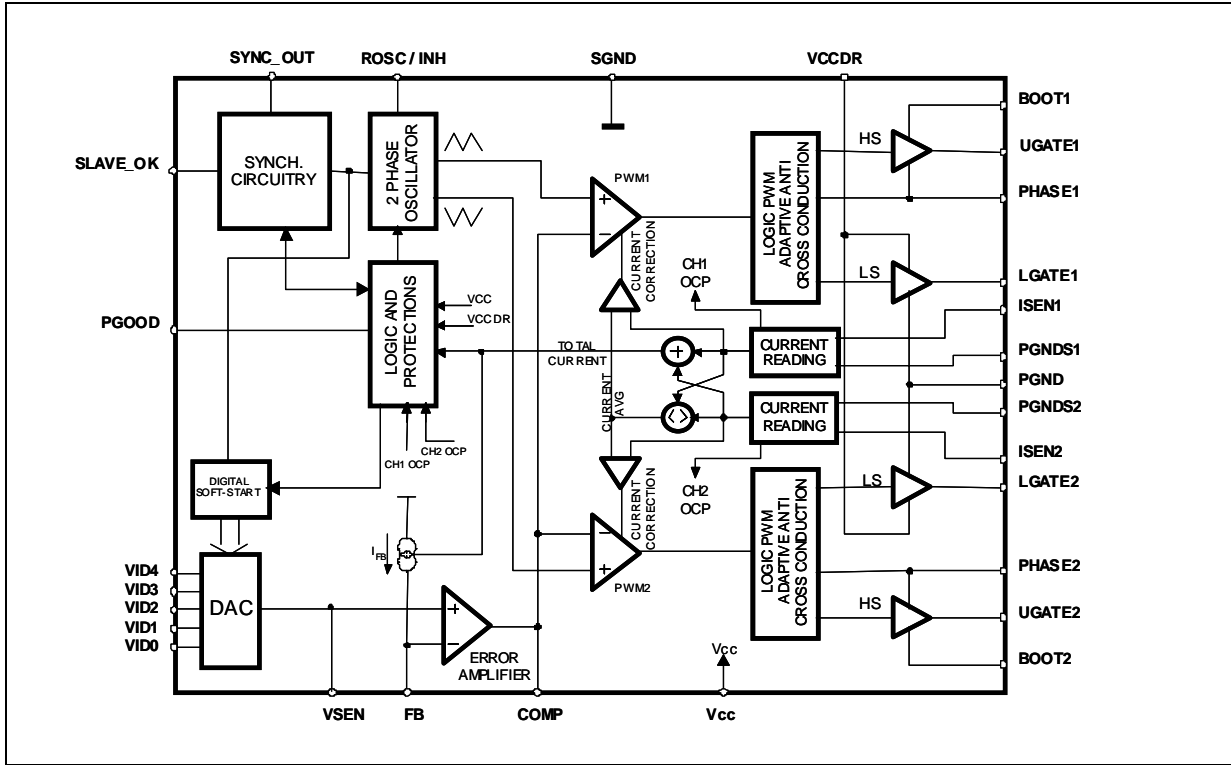 SYNC_OUT
ROSC / INH
SGND
VCCDR
BOOT1
SLAVE_OK
SYNCH.
CIRCUITRY
2 PHASE
OSCILLATOR
PWM1
LOGIC PWM
ADAPTIVE ANTI
CROSS CONDUCTION
HS
UGATE1
PHASE1
CURRENT
CORRECTION
CH1
OCP
LS
LGATE1
PGOOD
LOGIC AND
PROTECTIONS
VCC
VCCDR
TOTAL
CURRENT
CURRENT
READING
ISEN1
PGNDS1
PGND
CURRENT
AVG
CURRENT
READING
PGNDS2
ISEN2
CH1 OCP
CH2 OCP
DIGITAL
SOFT-START
CURRENT
CORRECTION
CH2
OCP
LOGIC PWM
ADAPTIVE ANTI
CROSS CONDUCTION
LS
LGATE2
IFB
PWM2
PHASE2
VID4
VID3
VID2
VID1
VID0
DAC
HS
UGATE2
ERROR
AMPLIFIER
Vcc
BOOT2
VSEN
FB
COMP
Vcc